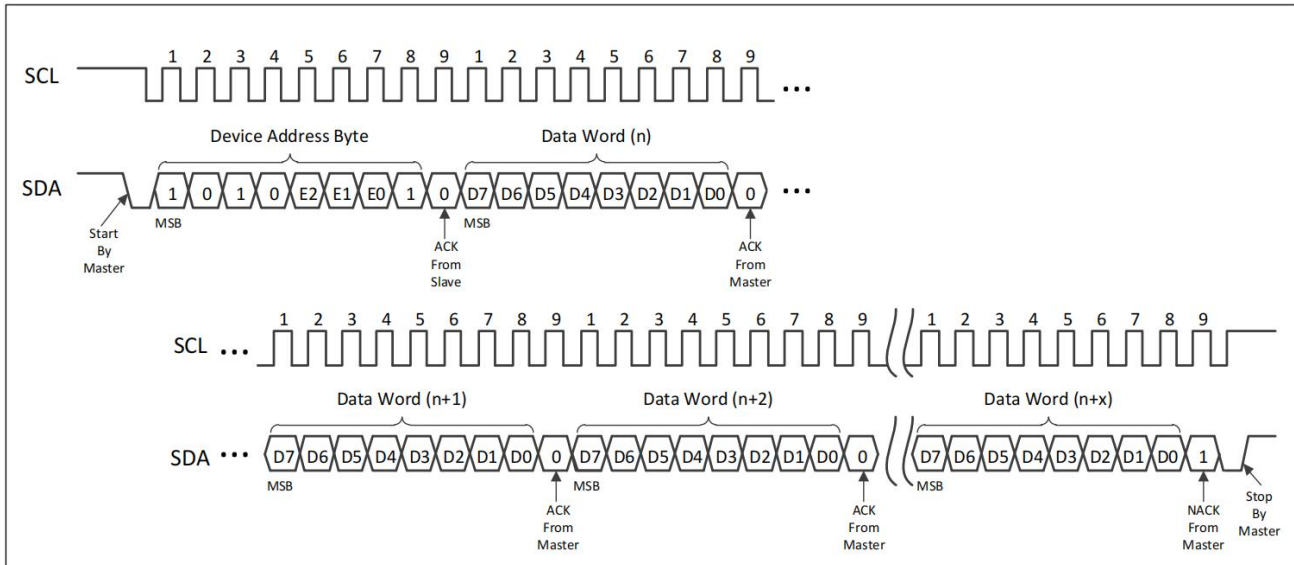 1 2 3 4 5 6 7 8 9 1 2 3 4 5 6 7 8 9
SCL ...
Device Address Byte Data Word (n)
SDA 1 0 1 0 E2 E1 E0 1 0 D7 D6 D5 D4 D3 D2 D1 D0 0 ...
MSB MSB
Start
By
Master
ACK
From
Slave
ACK
From
Master
1 2 3 4 5 6 7 8 9 1 2 3 4 5 6 7 8 9 1 2 3 4 5 6 7 8 9
SCL ...
Data Word (n+1) Data Word (n+2) Data Word (n+x)
SDA ... D7 D6 D5 D4 D3 D2 D1 D0 0 D7 D6 D5 D4 D3 D2 D1 D0 0 D7 D6 D5 D4 D3 D2 D1 D0 1
MSB MSB MSB
ACK
From
Master
ACK
From
Master
NACK
From
Master
Stop
By
Master